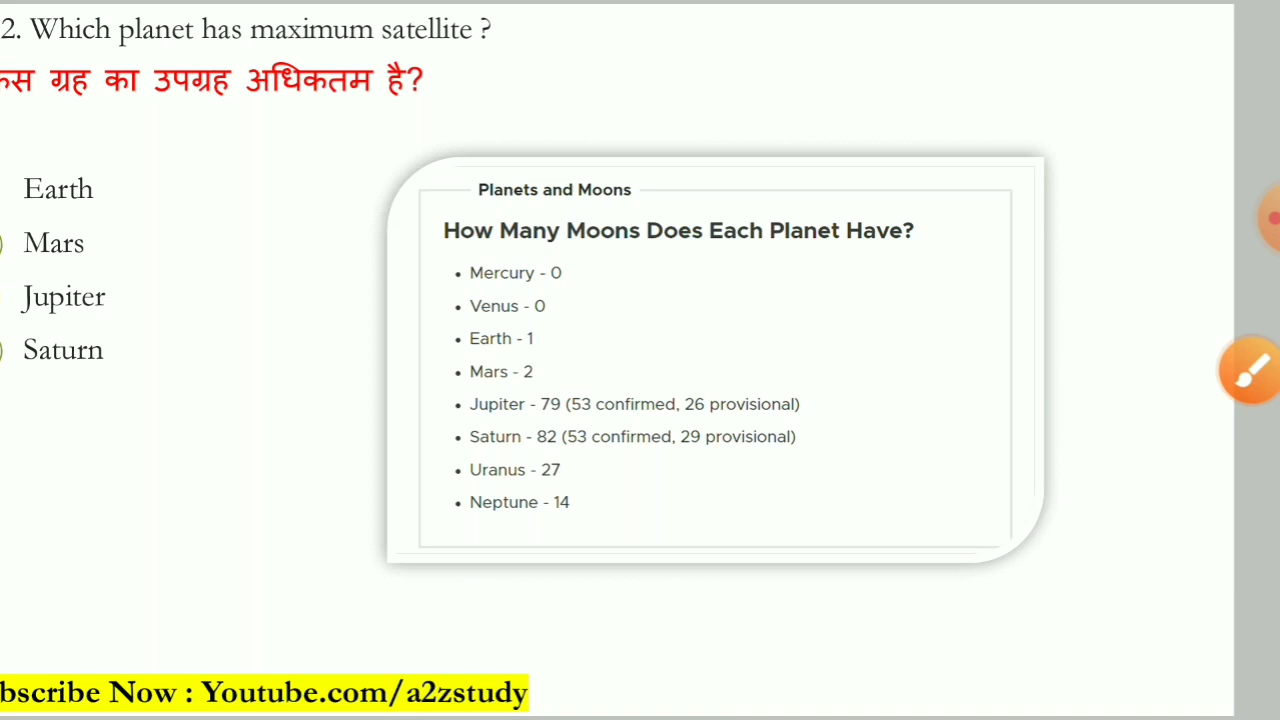 2. Which planet has maximum satellite ?
ग्रह का उपग्रह अधिकतम है?
Earth
) Mars
Jupiter
) Saturn
Planets and Moons
How Many Moons Does Each Planet Have?
• Mercury - 0
• Venus - 0
• Earth - 1
• Mars - 2
• Jupiter - 79 (53 confirmed, 26 provisional)
• Saturn - 82 (53 confirmed, 29 provisional)
• Uranus - 27
• Neptune - 14
bscribe Now : Youtube.com/a2zstudy